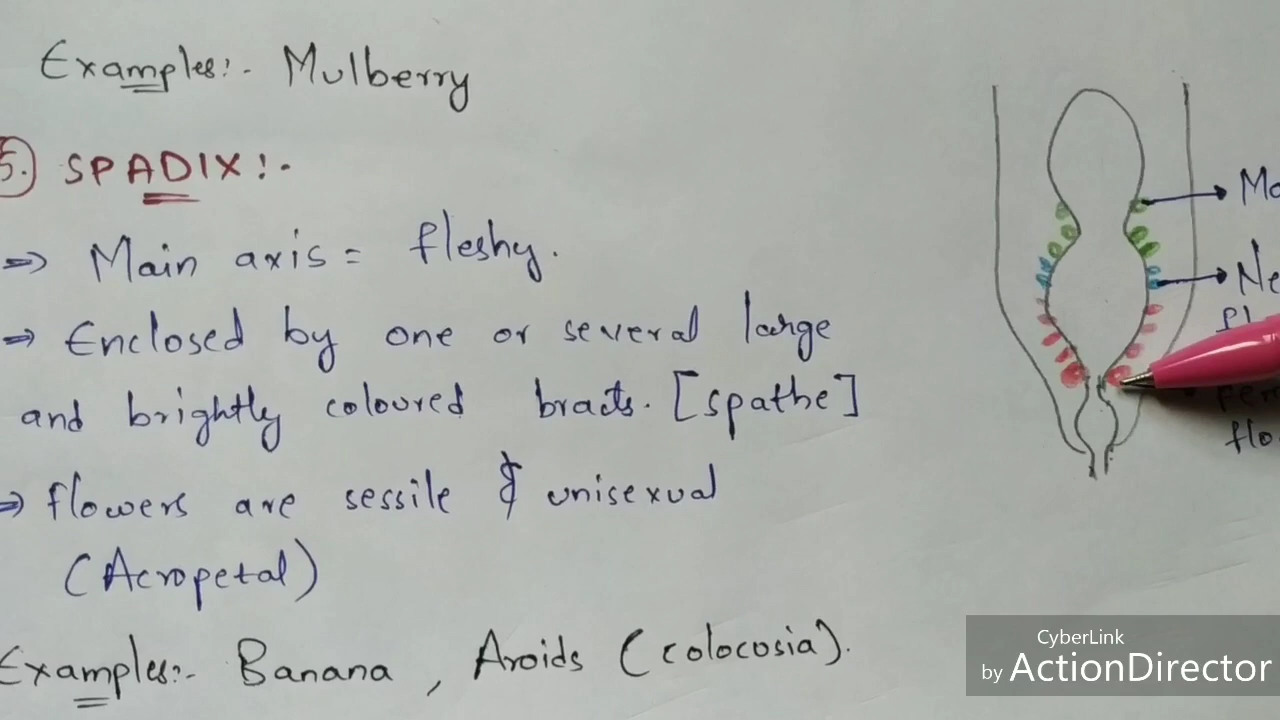 Examples:- Mulberry
5. SPADIX:-
⇒ Main axis = fleshy.
⇒ Enclosed by one or several large
and brightly coloured bracts. [spathe]
⇒ flowers are sessile & unisexual
(Acropetal)
Examples:- Banana, Aroids (colocosia).
CyberLink
by ActionDirector